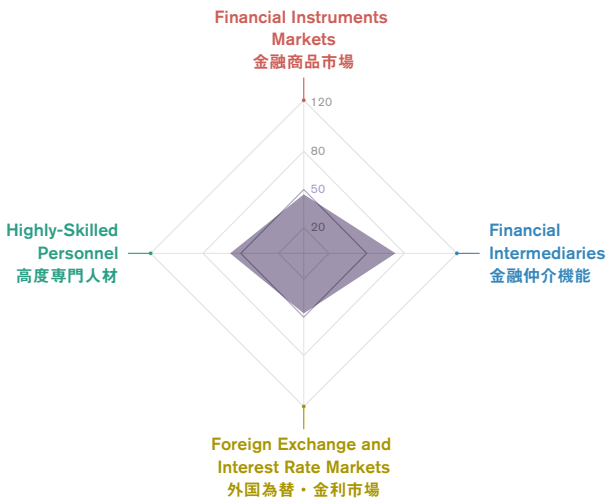 Financial Instruments
Markets
金融商品市場
120
80
50
20
Highly-Skilled
Personnel
高度専門人材
Financial
Intermediaries
金融仲介機能
Foreign Exchange and
Interest Rate Markets
外国為替・金利市場